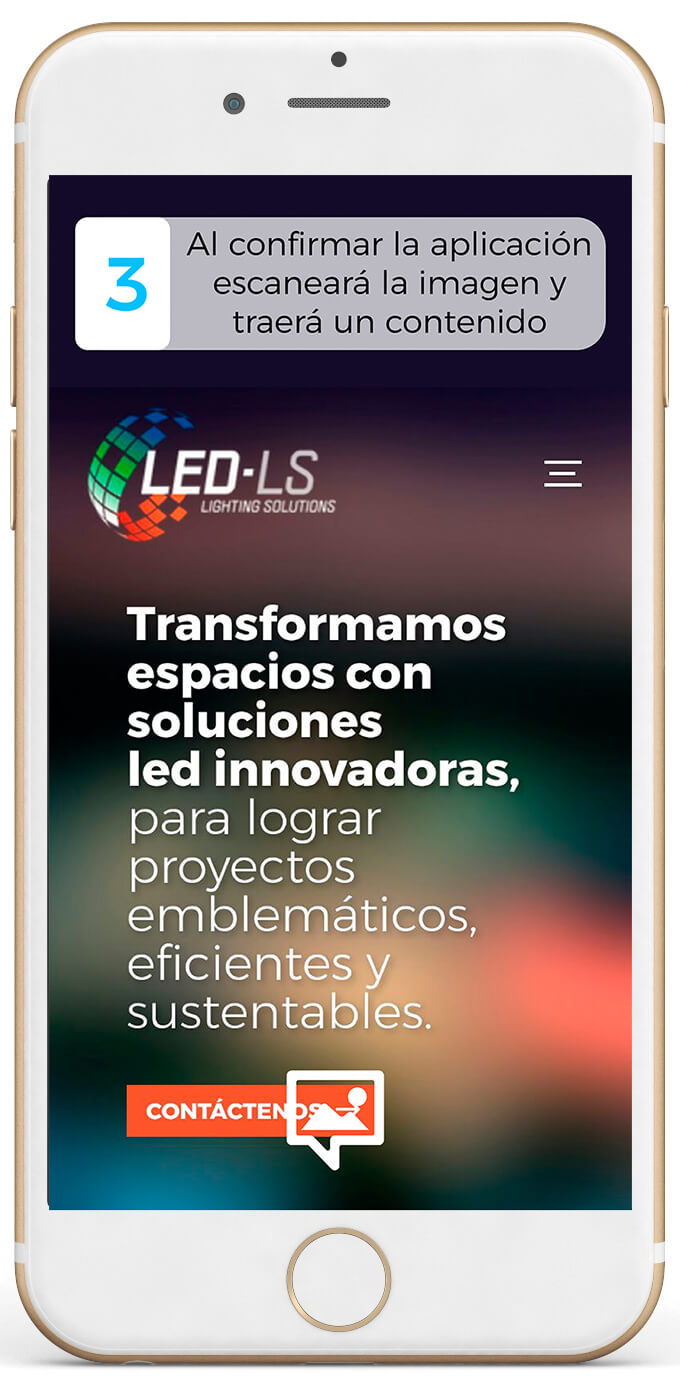 3
Al confirmar la aplicación
escaneará la imagen y
traerá un contenido
LED-LS
LIGHTING SOLUTIONS
Transformamos
espacios con
soluciones
led innovadoras,
para lograr
proyectos
emblemáticos,
eficientes y
sustentables.
CONTÁCTENOS